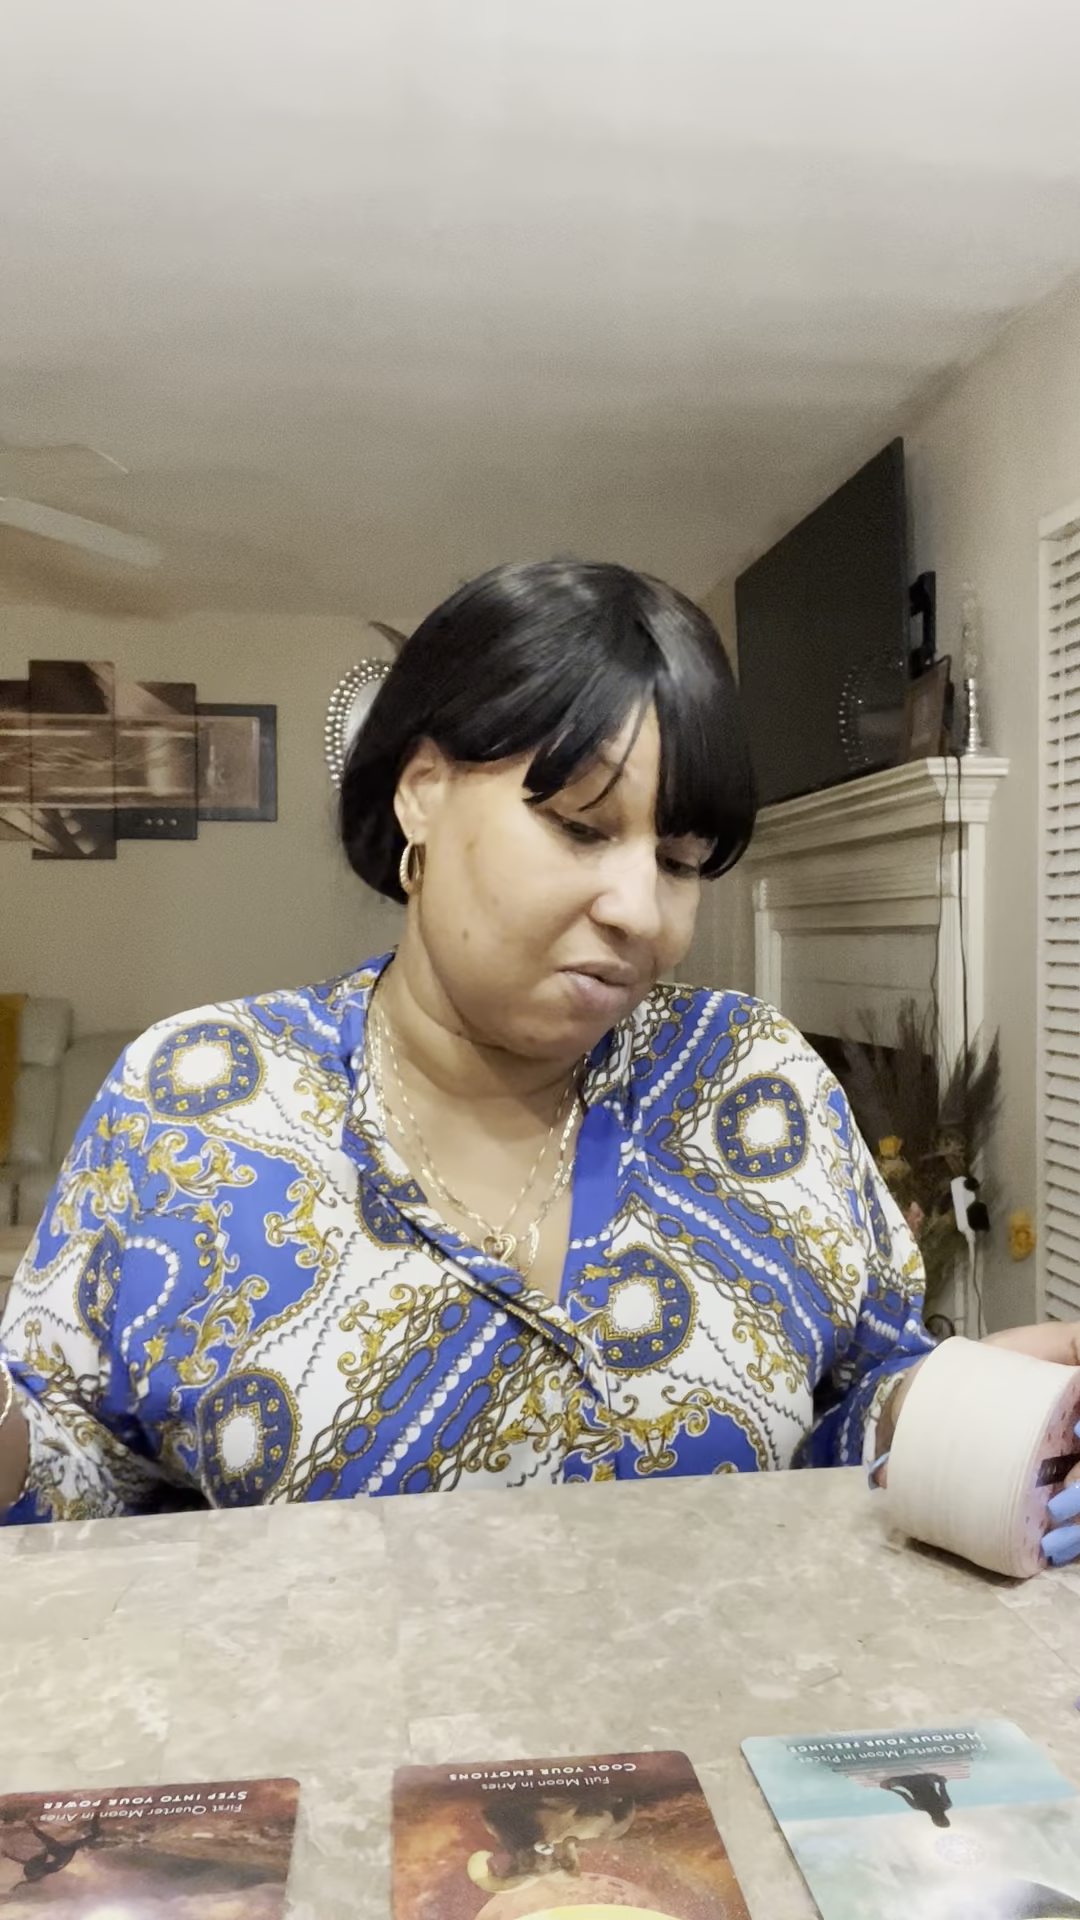 STEP INTO YOUR POWER
First Quarter Moon in Aries
COOL YOUR EMOTIONS
Full Moon in Aries
HONOUR YOUR FEELINGS
First Quarter Moon in Pisces